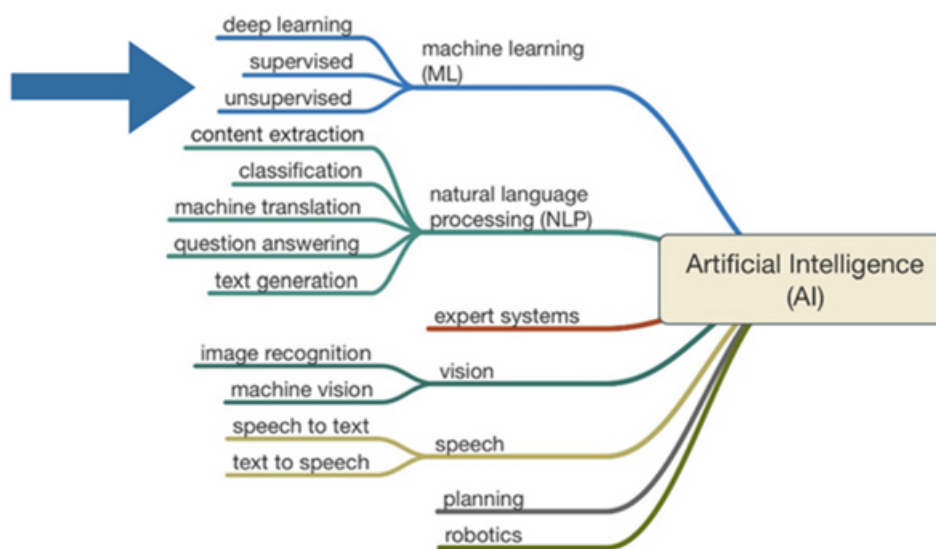 deep learning
supervised
unsupervised
machine learning
(ML)
content extraction
classification
machine translation
question answering
text generation
natural language
processing (NLP)
expert systems
image recognition
machine vision
vision
speech to text
text to speech
speech
planning
robotics
Artificial Intelligence
(AI)